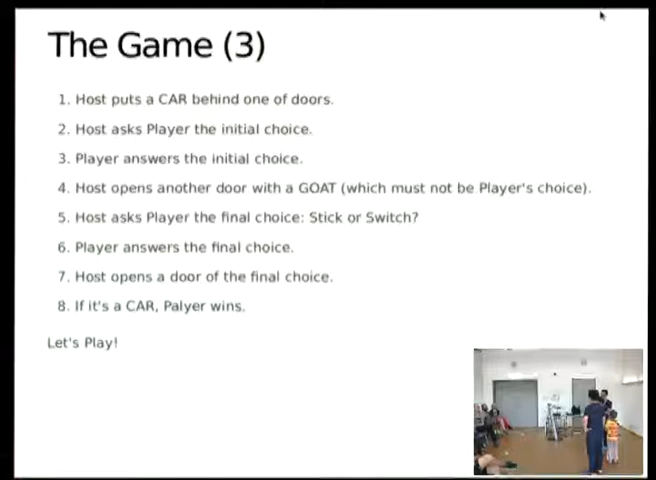 The Game (3)
1. Host puts a CAR behind one of doors.
2. Host asks Player the initial choice.
3. Player answers the initial choice.
4. Host opens another door with a GOAT (which must not be Player's choice).
5. Host asks Player the final choice: Stick or Switch?
6. Player answers the final choice.
7. Host opens a door of the final choice.
8. If it's a CAR, Palyer wins.
Let's Play!